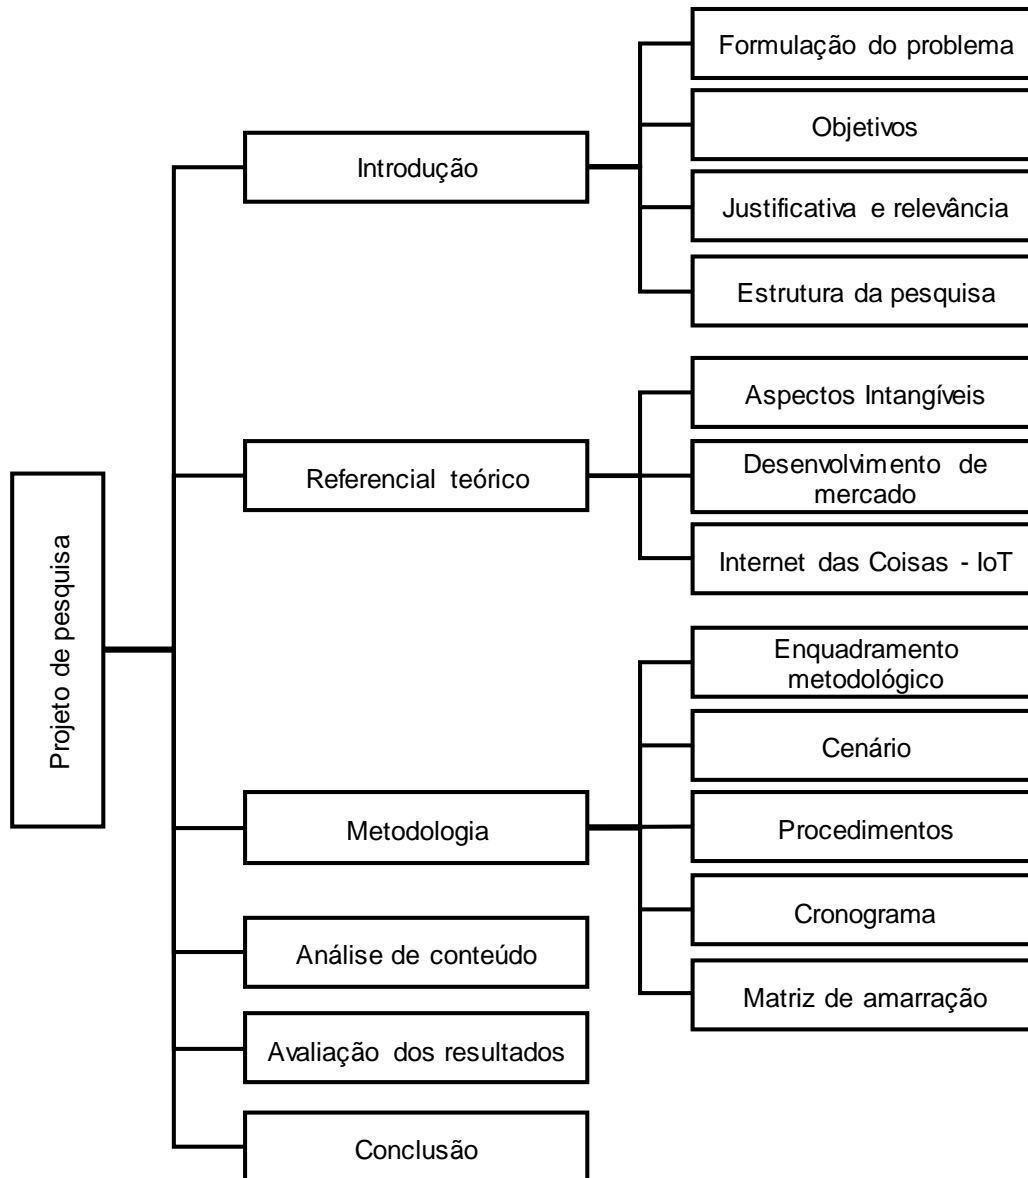 Projeto de pesquisa
Introdução
Formulação do problema
Objetivos
Justificativa e relevância
Estrutura da pesquisa
Referencial teórico
Aspectos Intangíveis
Desenvolvimento de
mercado
Internet das Coisas - IoT
Metodologia
Enquadramento
metodológico
Cenário
Procedimentos
Cronograma
Matriz de amarração
Análise de conteúdo
Avaliação dos resultados
Conclusão